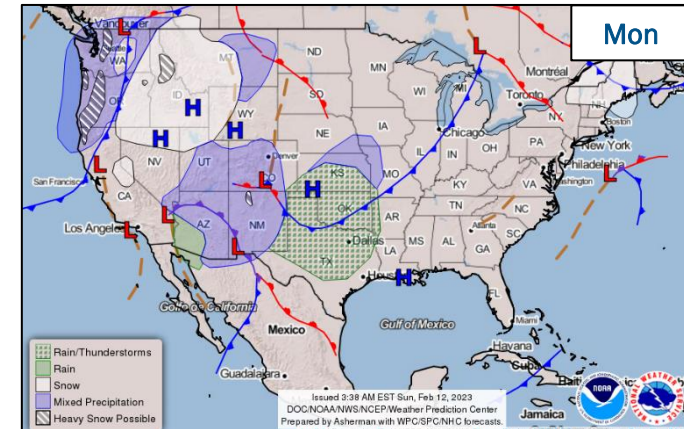 Mon
Vancouver
L
Seattle
WA
MT
ND
MN
L
Montréal
OR
ID
H
SD
WI
MI
Toronto
NY
NH
H
H
WY
NE
IA
Chicago
PA
Boston
New York
Philadelphia
NV
UT
Denver
IL
IN
OH
San Francisco
L
CA
L
CO
H
KS
MO
KY
WV
VA
Washington
L
Los Angeles
L
L
AZ
NM
L
OK
AR
TN
NC
Atlanta
SC
TX
Dallas
LA
MS
AL
GA
Houston
H
FL
Golfo de California
Mexico
Gulf of Mexico
Miami
Havana
Cuba
Guadalajara
Jamaica
Rain/Thunderstorms
Rain
Snow
Mixed Precipitation
Heavy Snow Possible
Issued 3:38 AM EST Sun, Feb 12, 2023
DOC/NOAA/NWS/NCEP/Weather Prediction Center
Prepared by Asherman with WPC/SPC/NHC forecasts.
NOAA